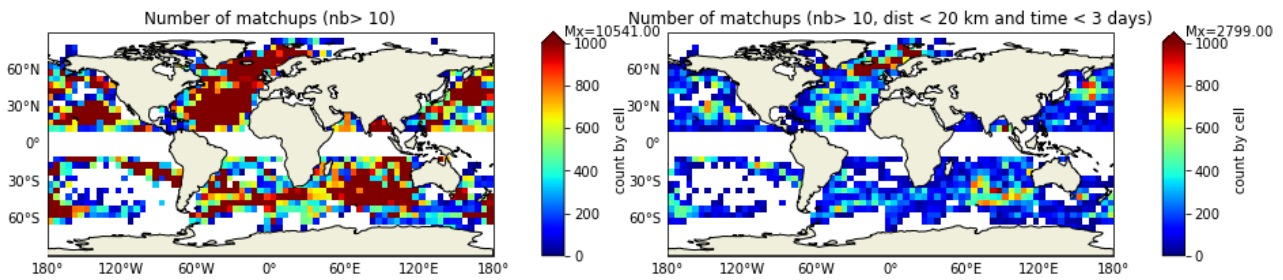 Number of matchups (nb> 10)
Mx=10541.00
1000
800
600
400
200
0
count by cell
60°N
30°N
0°
30°S
60°S
180°
120°W
60°W
0°
60°E
120°E
180°
Number of matchups (nb> 10, dist < 20 km and time < 3 days)
Mx=2799.00
1000
800
600
400
200
0
count by cell
60°N
30°N
0°
30°S
60°S
180°
120°W
60°W
0°
60°E
120°E
180°